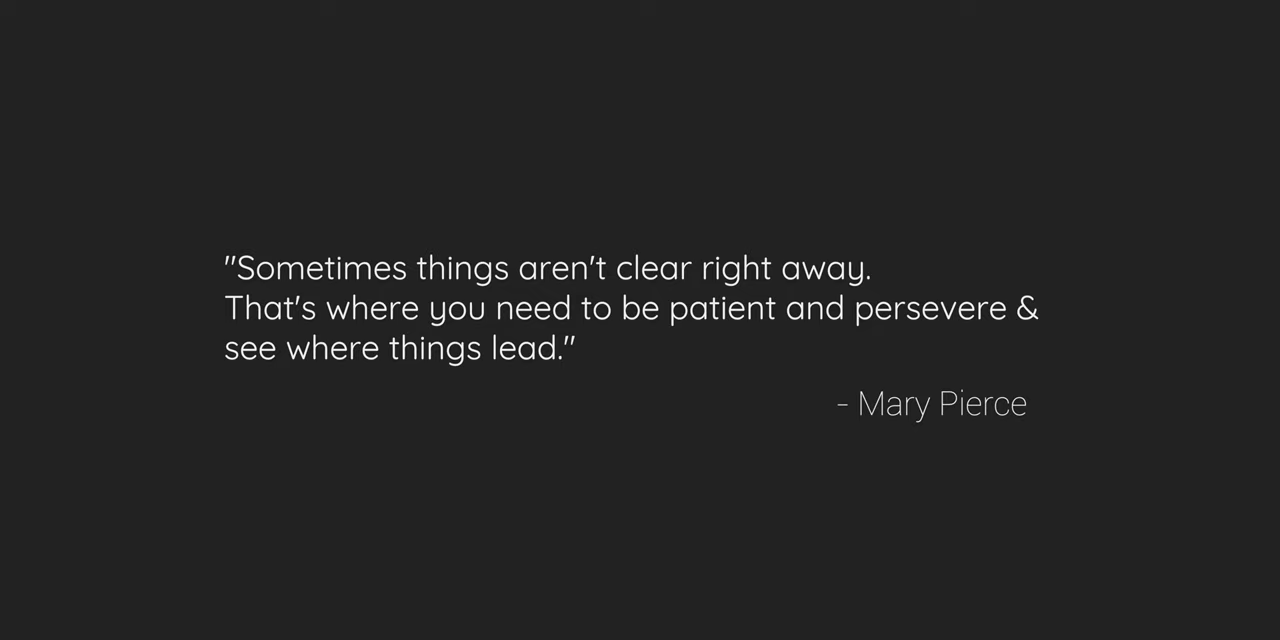 "Sometimes things aren't clear right away.
That's where you need to be patient and persevere &
see where things lead."
- Mary Pierce